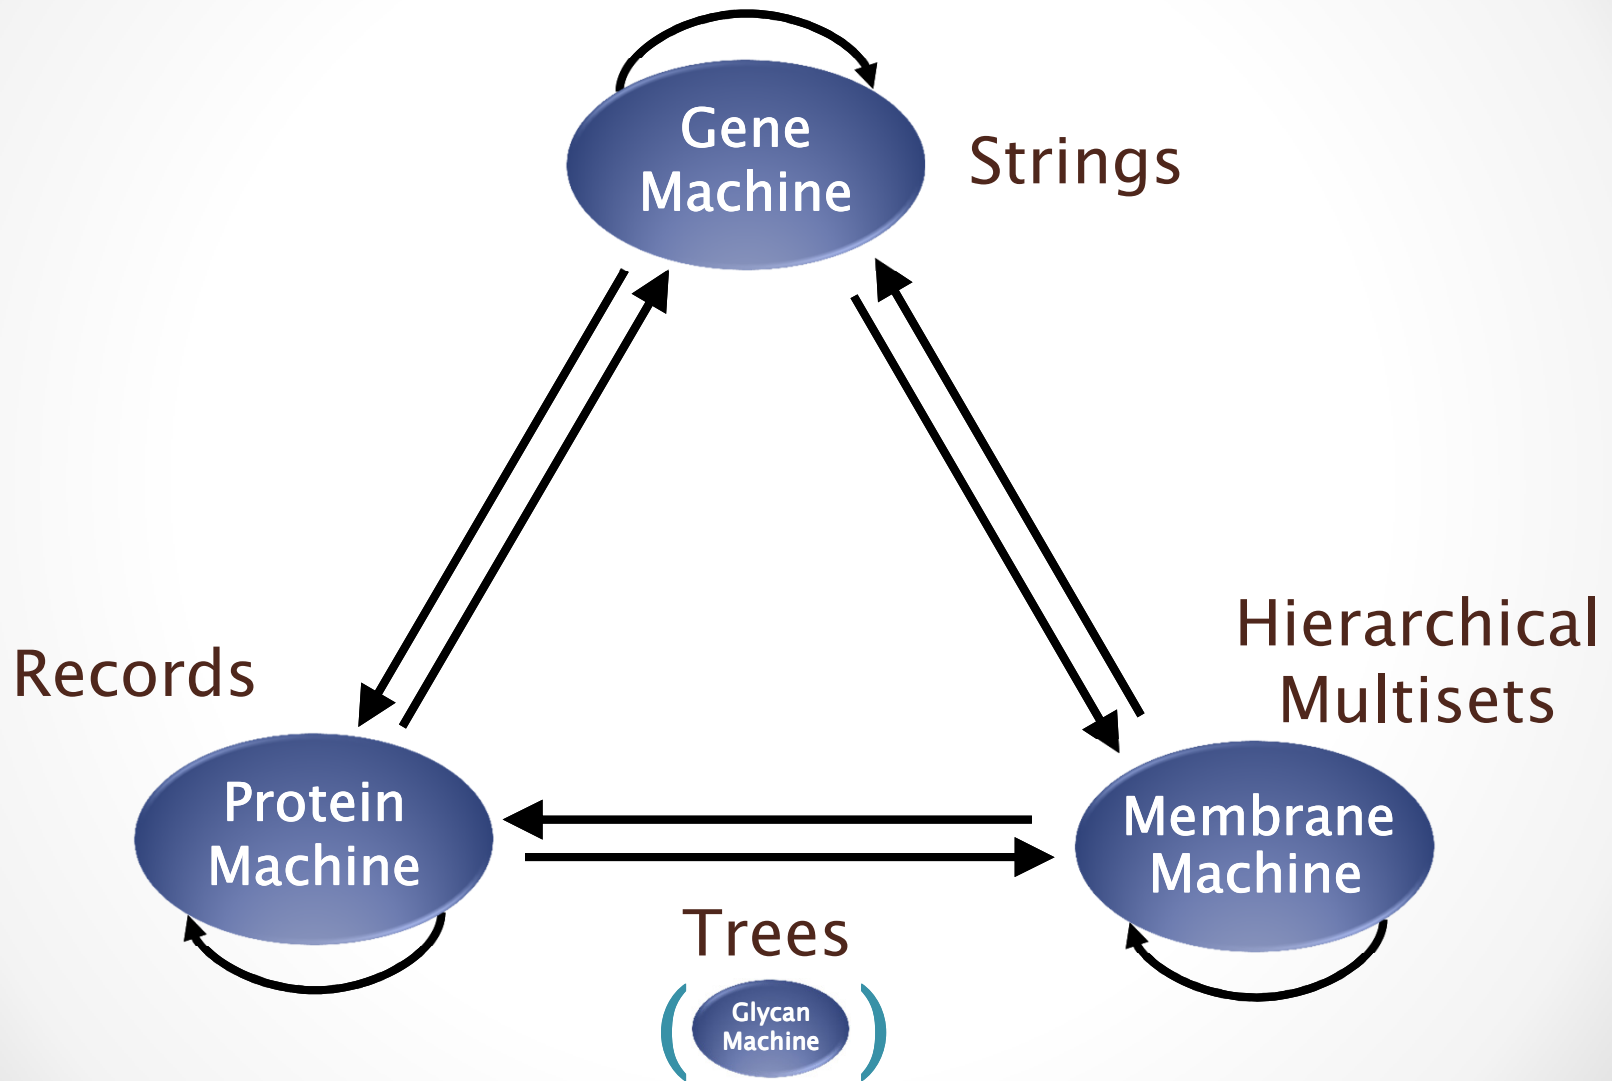 Gene
Machine
Strings
Hierarchical
Multisets
Records
Protein
Machine
Membrane
Machine
Trees
( Glycan
Machine )